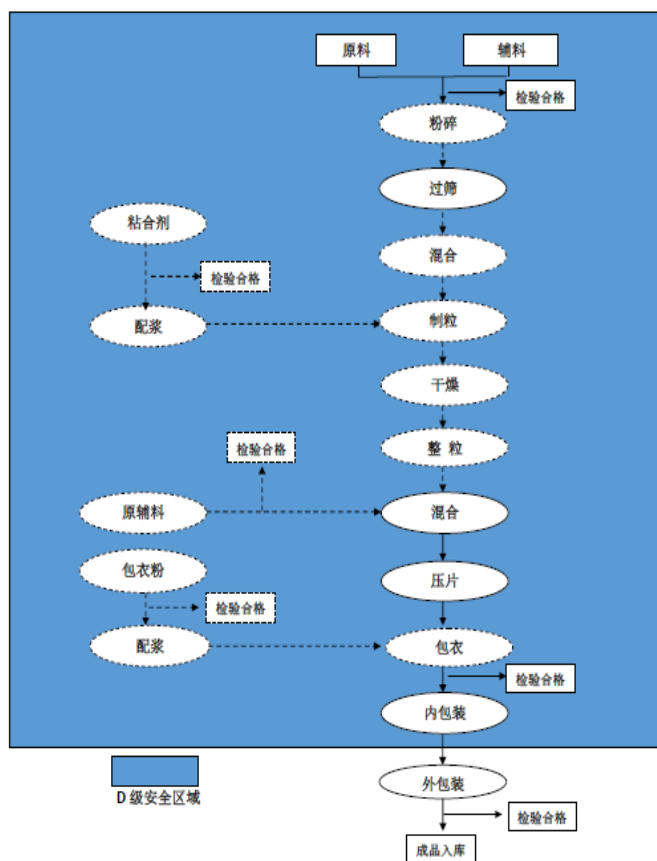 原料
辅料
检验合格
粉碎
过筛
粘合剂
混合
检验合格
配浆
制粒
干燥
检验合格
整 粒
原辅料
混合
包衣粉
压片
检验合格
配浆
包衣
检验合格
内包装
D 级安全区域
外包装
检验合格
成品入库